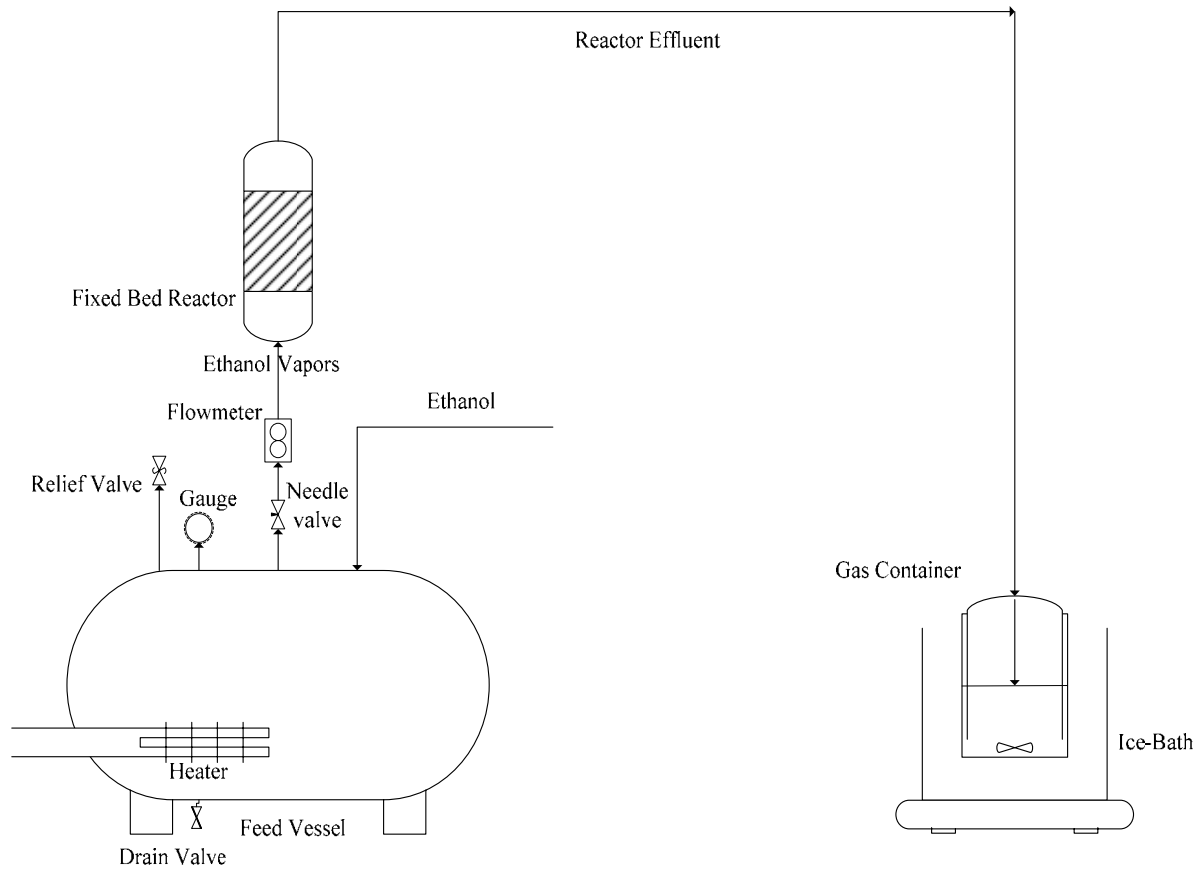 Reactor Effluent
Fixed Bed Reactor
Ethanol Vapors
Ethanol
Flowmeter
Relief Valve
Gauge
Needle
valve
Gas Container
Ice-Bath
Heater
Feed Vessel
Drain Valve